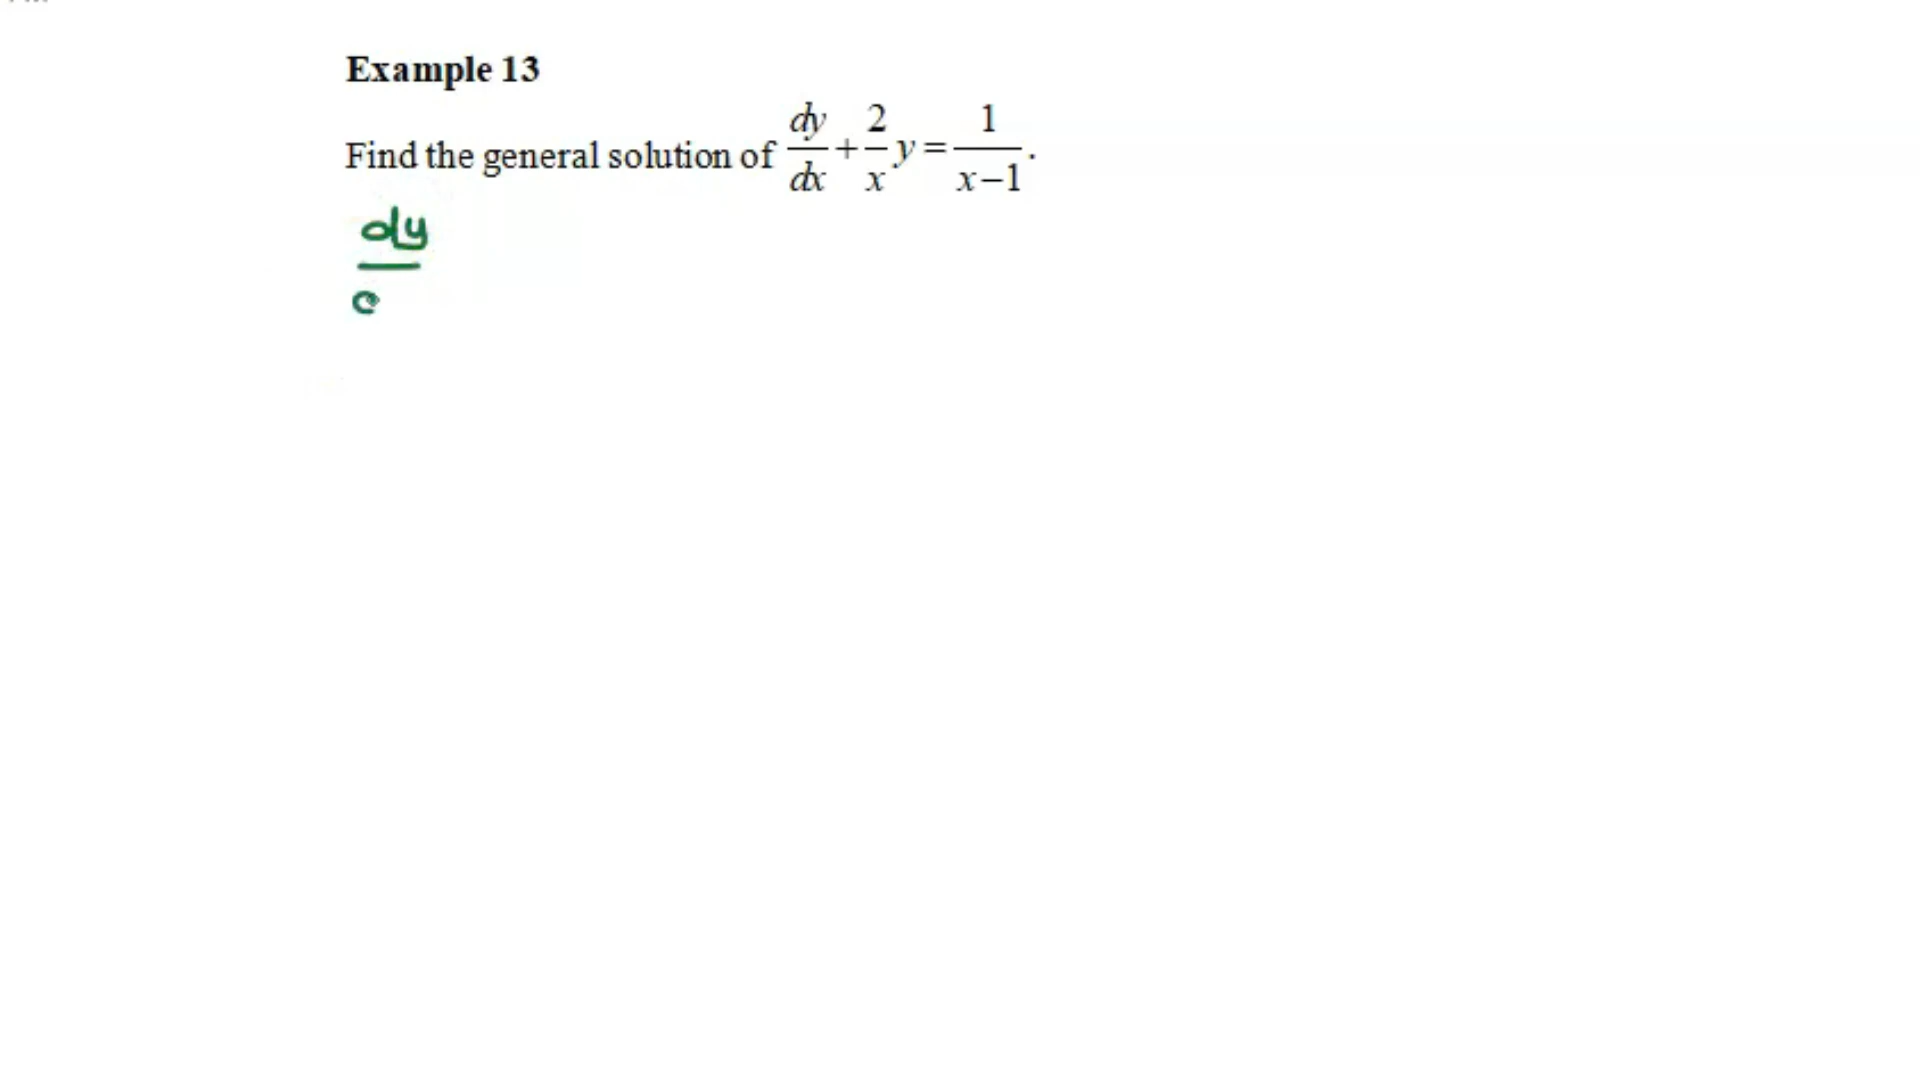 Example 13
Find the general solution of dy/dx + 2/x y = 1/(x−1).
dy